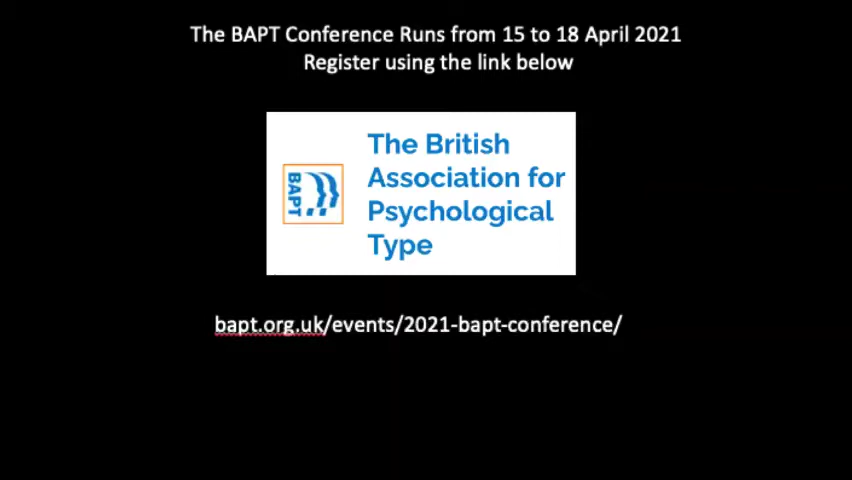 The BAPT Conference Runs from 15 to 18 April 2021
Register using the link below
BAPT
The British
Association for
Psychological
Type
bapt.org.uk/events/2021-bapt-conference/